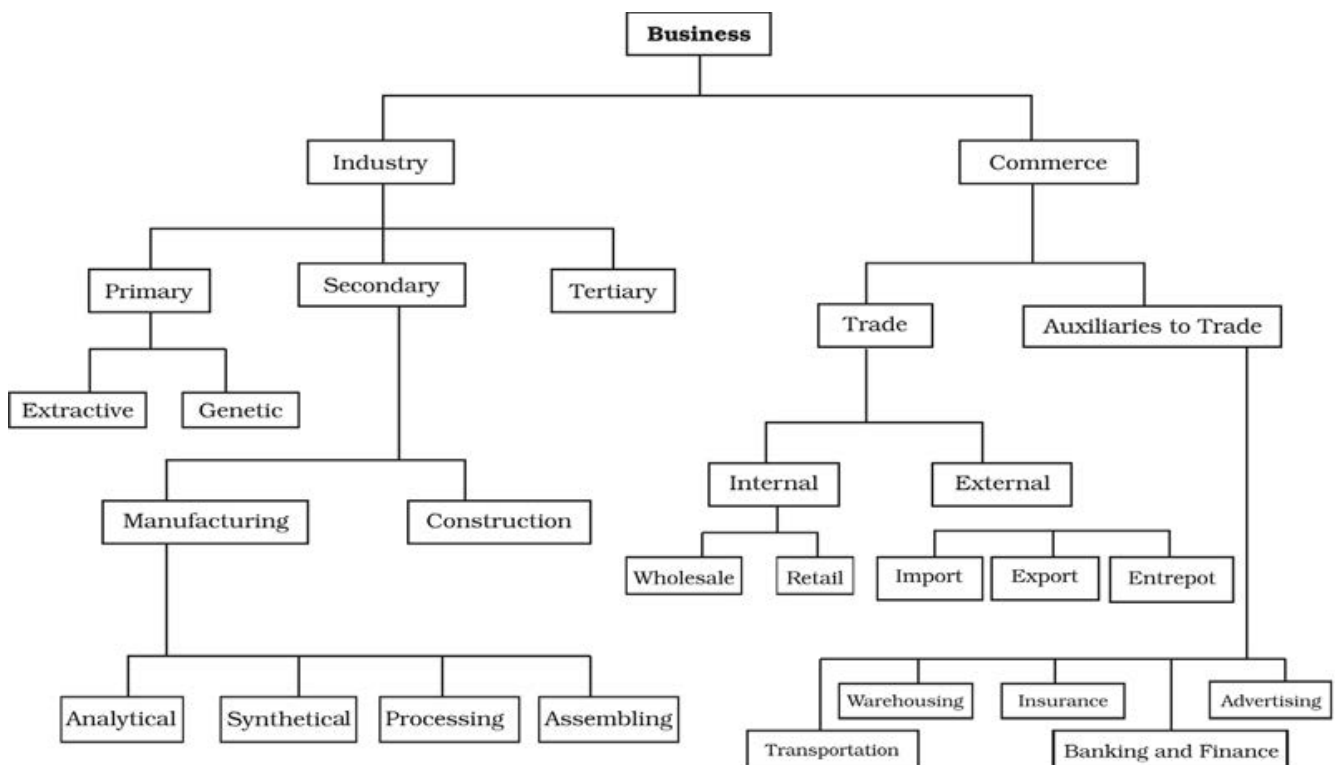 Business
Industry
Commerce
Primary
Secondary
Tertiary
Trade
Auxiliaries to Trade
Extractive
Genetic
Internal
External
Manufacturing
Construction
Wholesale
Retail
Import
Export
Entrepot
Analytical
Synthetical
Processing
Assembling
Warehousing
Insurance
Advertising
Transportation
Banking and Finance